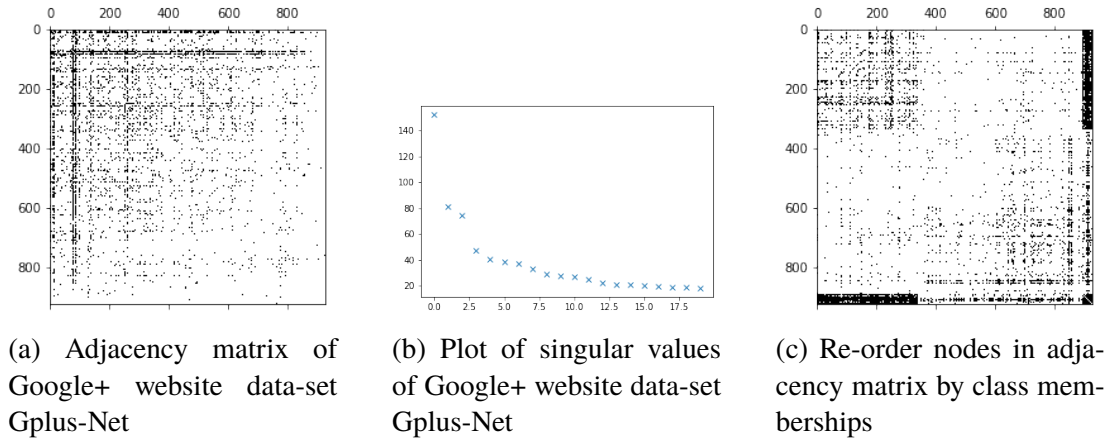 0 200 400 600 800
0
200
400
600
800
140
120
100
80
60
40
20
0.0 2.5 5.0 7.5 10.0 12.5 15.0 17.5
0 200 400 600 800
0
200
400
600
800
(a) Adjacency matrix of
Google+ website data-set
Gplus-Net
(b) Plot of singular values
of Google+ website data-set
Gplus-Net
(c) Re-order nodes in adja-
cency matrix by class mem-
berships